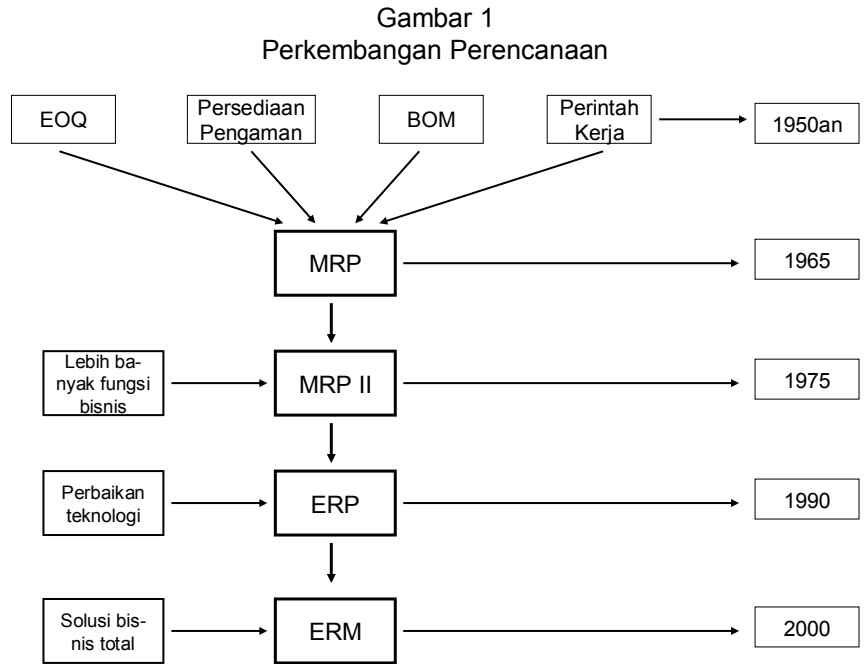 Gambar 1
Perkembangan Perencanaan
EOQ
Persediaan
Pengaman
BOM
Perintah
Kerja
1950an
MRP
1965
Lebih ba-
nyak fungsi
bisnis
MRP II
1975
Perbaikan
teknologi
ERP
1990
Solusi bis-
nis total
ERM
2000